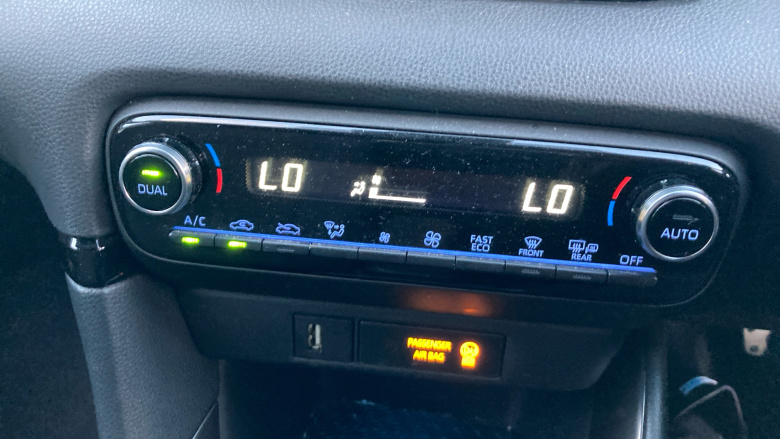 LO LO
DUAL
AUTO
A/C
FAST
ECO
FRONT
REAR
OFF
PASSENGER
AIR BAG